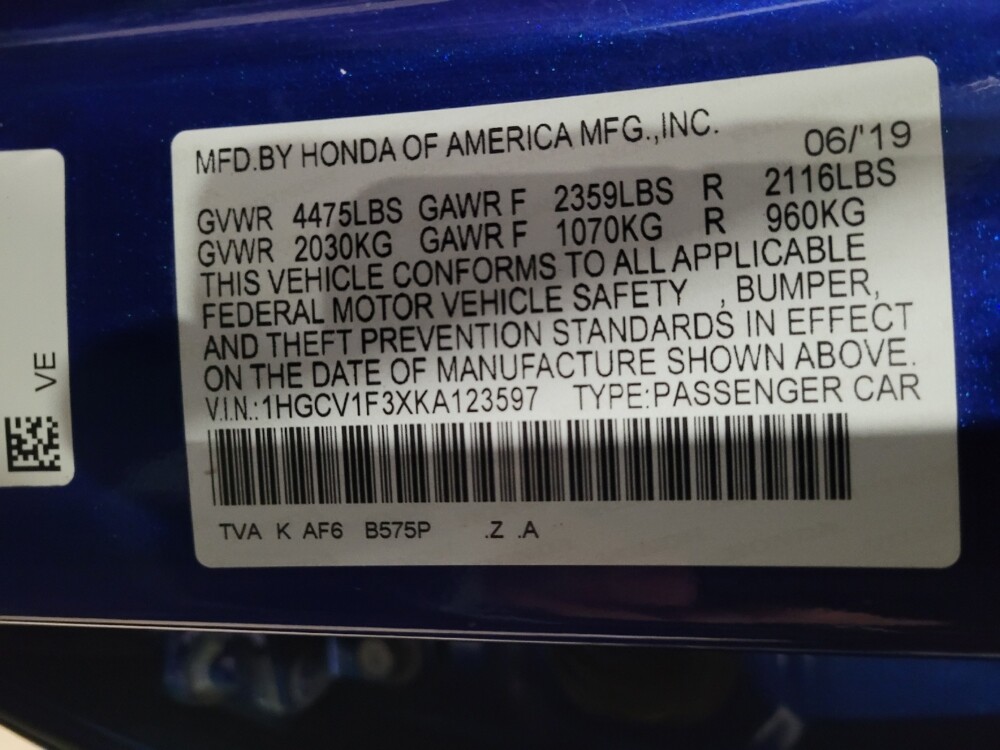 MFD.BY HONDA OF AMERICA MFG.,INC.
06/'19
GVWR 4475LBS GAWR F 2359LBS R 2116LBS
GVWR 2030KG GAWR F 1070KG R 960KG
THIS VEHICLE CONFORMS TO ALL APPLICABLE
FEDERAL MOTOR VEHICLE SAFETY , BUMPER,
AND THEFT PREVENTION STANDARDS IN EFFECT
ON THE DATE OF MANUFACTURE SHOWN ABOVE.
V.I.N.:1HGCV1F3XKA123597 TYPE:PASSENGER CAR
TVA K AF6 B575P .Z .A
VE